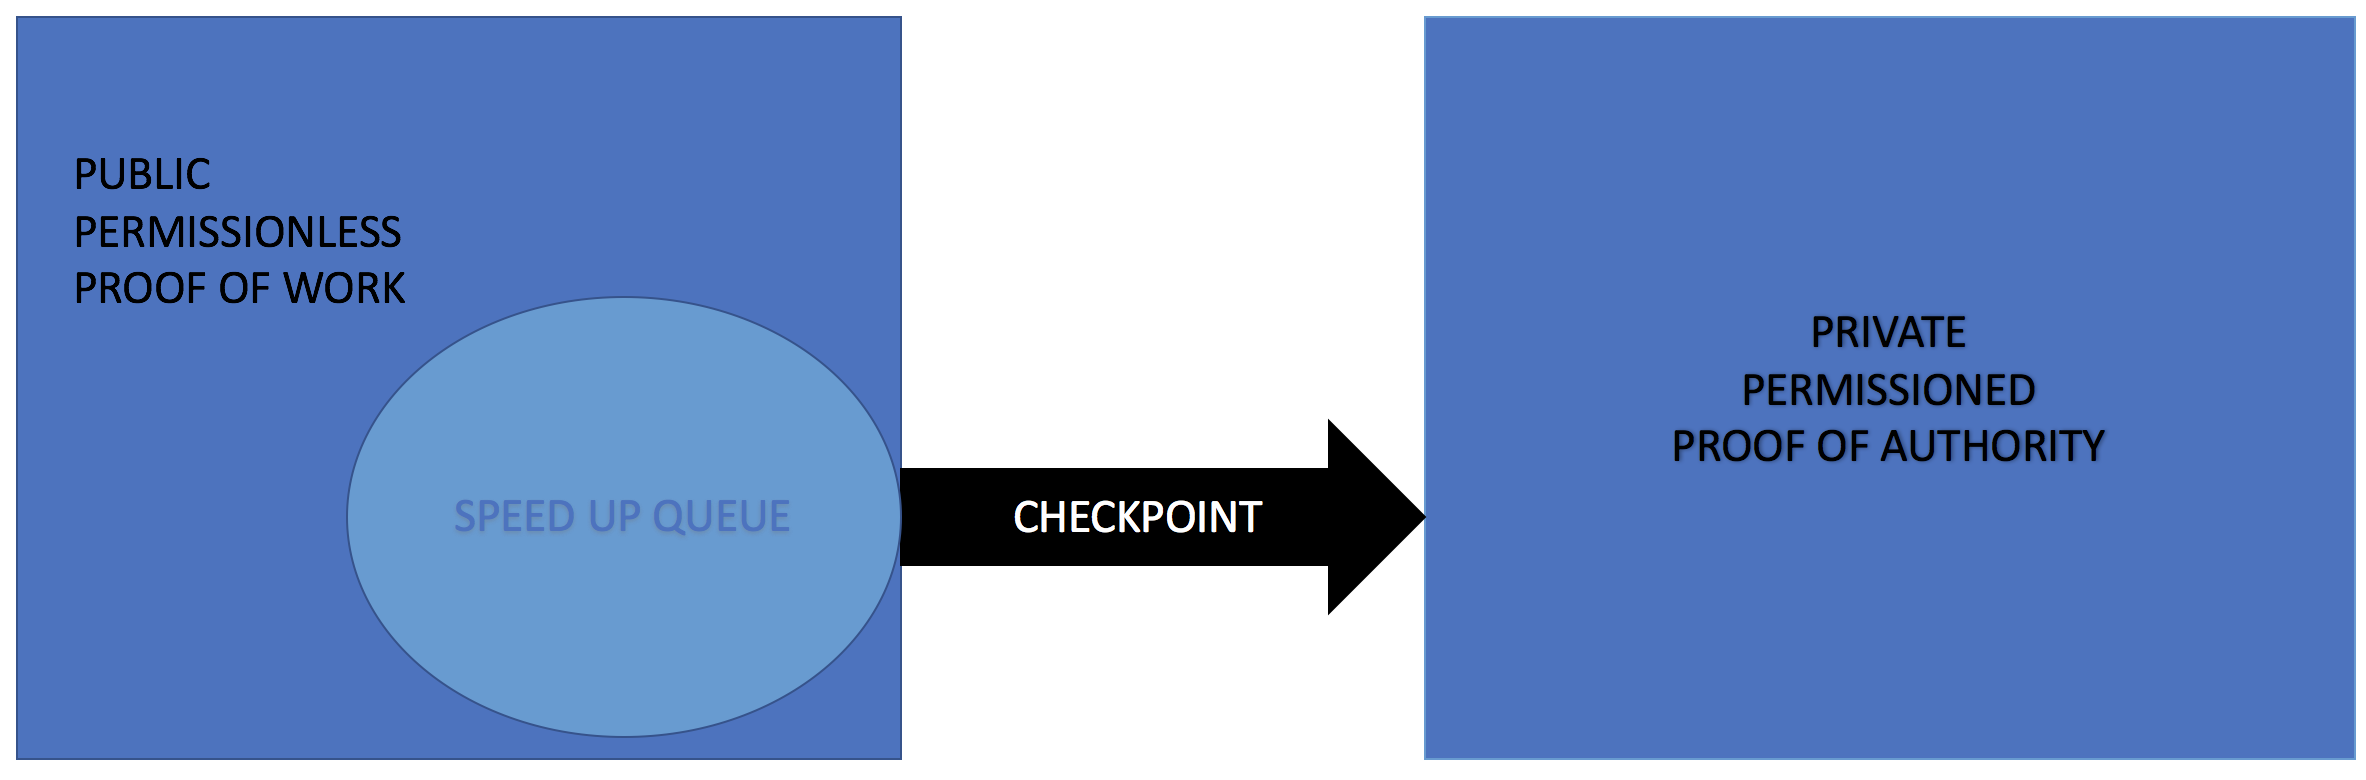 PUBLIC
PERMISSIONLESS
PROOF OF WORK
SPEED UP QUEUE
CHECKPOINT
PRIVATE
PERMISSIONED
PROOF OF AUTHORITY